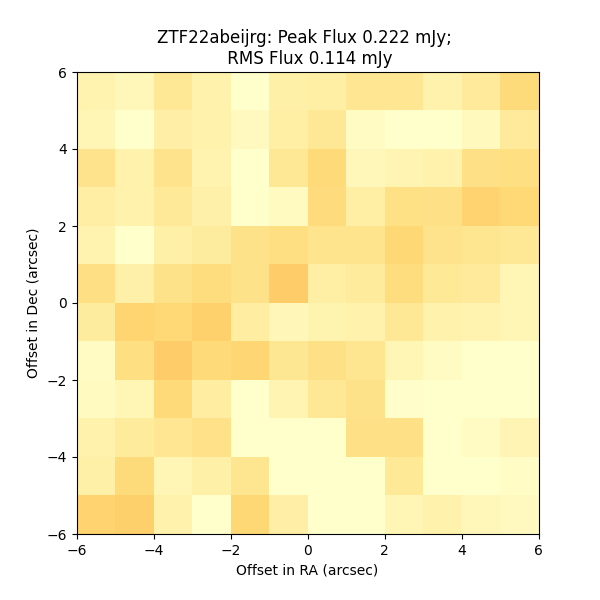 ZTF22abeijrg: Peak Flux 0.222 mJy;
RMS Flux 0.114 mJy
6
4
2
0
−2
−4
−6
Offset in Dec (arcsec)
−6 −4 −2 0 2 4 6
Offset in RA (arcsec)